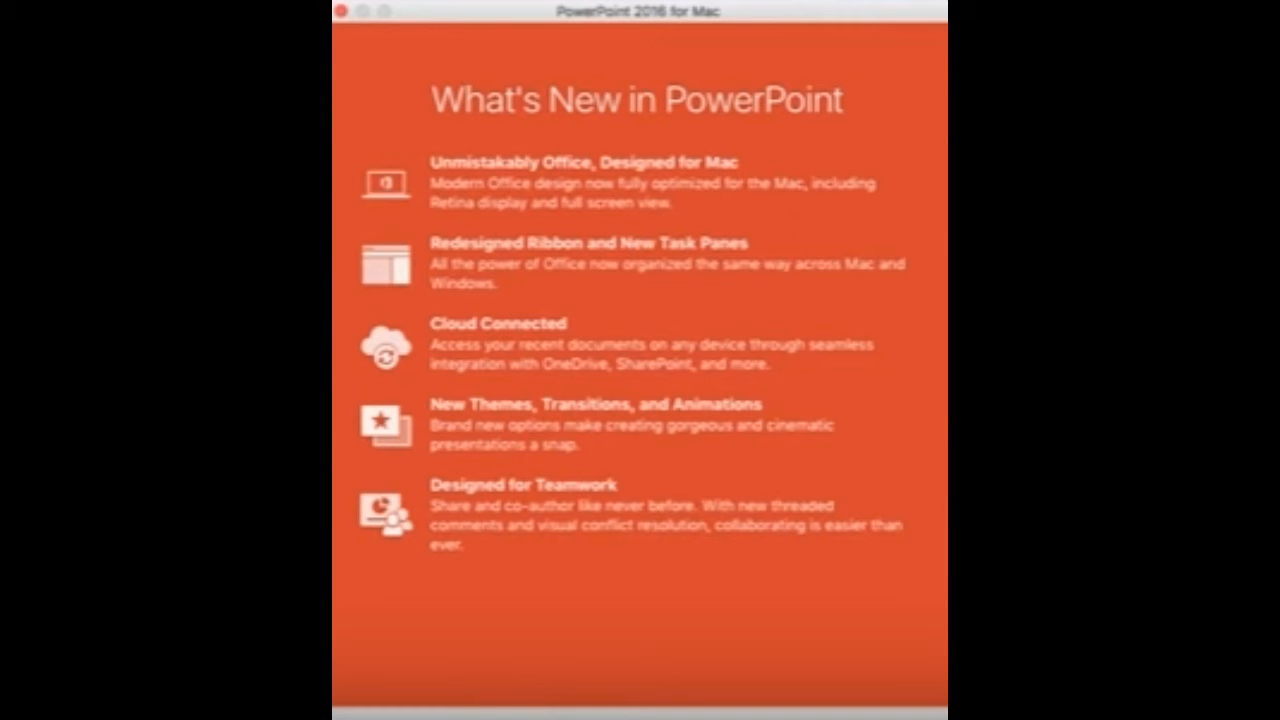 PowerPoint 2016 for Mac
What's New in PowerPoint
Unmistakably Office, Designed for Mac
Modern Office design now fully optimized for the Mac, including
Retina display and full screen view.
Redesigned Ribbon and New Task Panes
All the power of Office now organized the same way across Mac and
Windows.
Cloud Connected
Access your recent documents on any device through seamless
integration with OneDrive, SharePoint, and more.
New Themes, Transitions, and Animations
Brand new options make creating gorgeous and cinematic
presentations a snap.
Designed for Teamwork
Share and co-author like never before. With new threaded
comments and visual conflict resolution, collaborating is easier than
ever.